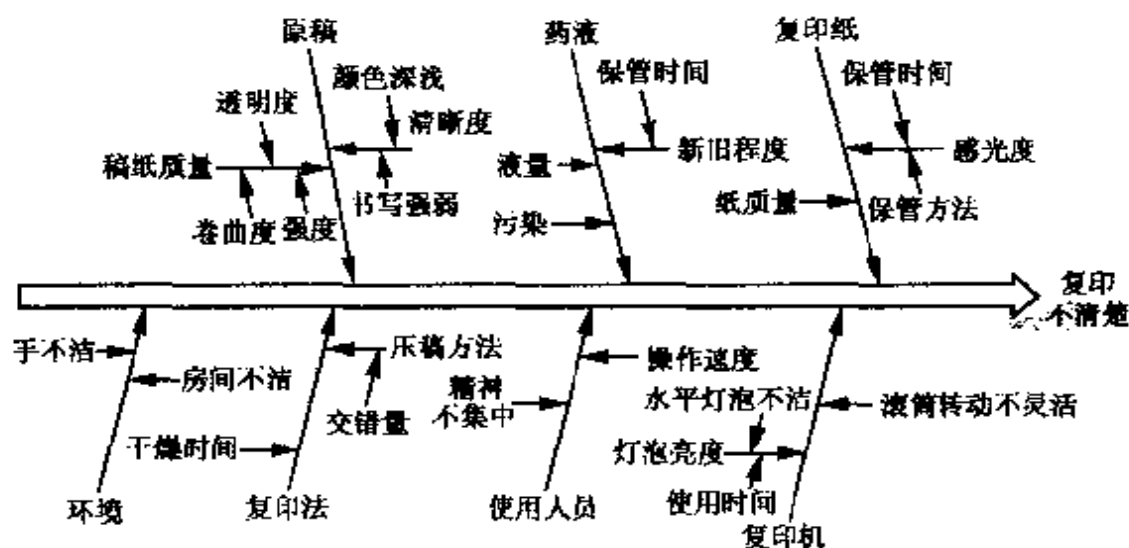 原稿
药液
复印纸
颜色深浅
保管时间
保管时间
透明度
清晰度
新旧程度
感光度
稿纸质量
液量
书写强弱
纸质量
保管方法
卷曲度
强度
污染
复印
不清楚
手不洁
压稿方法
操作速度
房间不洁
精神
不集中
水平灯泡不洁
滚筒转动不灵活
交错量
干燥时间
灯泡亮度
使用时间
环境
复印法
使用人员
复印机